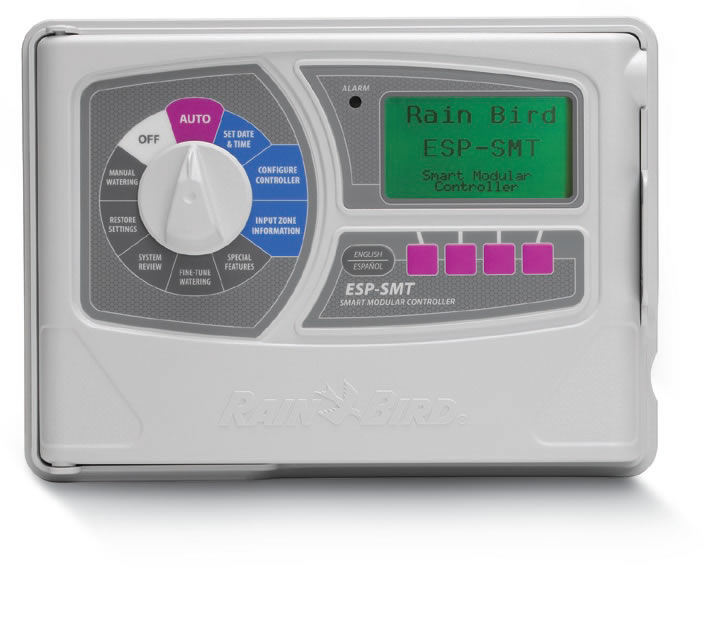 ALARM
Rain Bird
ESP-SMT
Smart Modular
Controller
AUTO
SET DATE
& TIME
CONFIGURE
CONTROLLER
INPUT ZONE
INFORMATION
SPECIAL
FEATURES
FINE-TUNE
WATERING
SYSTEM
REVIEW
RESTORE
SETTINGS
MANUAL
WATERING
OFF
ENGLISH
ESPAÑOL
ESP-SMT
SMART MODULAR CONTROLLER
RAIN BIRD